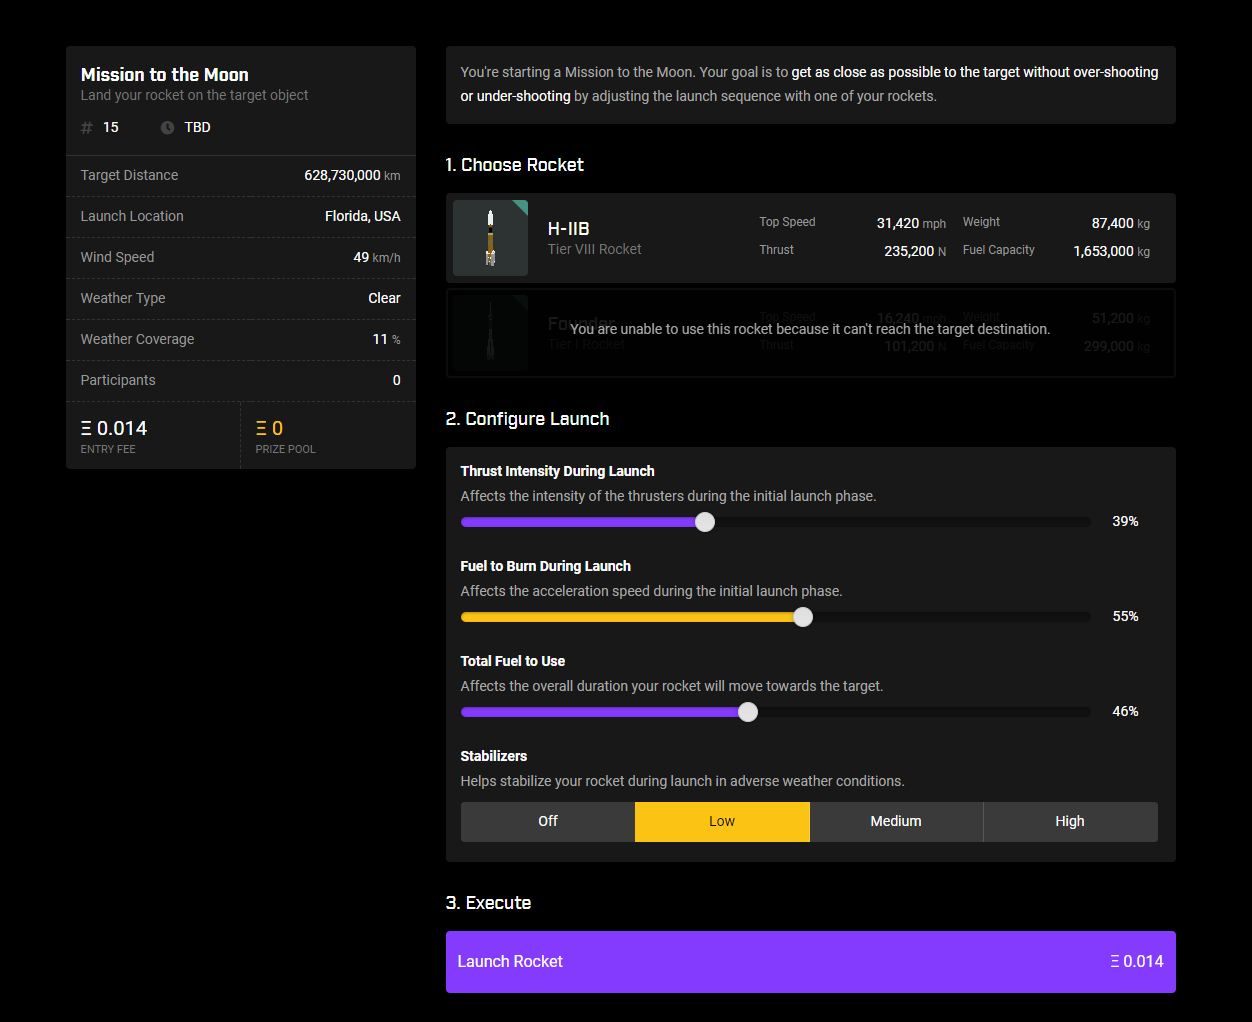 Mission to the Moon
Land your rocket on the target object
# 15 TBD
Target Distance 628,730,000 km
Launch Location Florida, USA
Wind Speed 49 km/h
Weather Type Clear
Weather Coverage 11 %
Participants 0
Ξ 0.014 Ξ 0
ENTRY FEE PRIZE POOL
You're starting a Mission to the Moon. Your goal is to get as close as possible to the target without over-shooting
or under-shooting by adjusting the launch sequence with one of your rockets.
1. Choose Rocket
H-IIB
Tier VIII Rocket
Top Speed 31,420 mph Weight 87,400 kg
Thrust 235,200 N Fuel Capacity 1,653,000 kg
Founder
Tier I Rocket
Top Speed 16,240 mph Weight 51,200 kg
You are unable to use this rocket because it can't reach the target destination.
Thrust 101,200 N Fuel Capacity 299,000 kg
2. Configure Launch
Thrust Intensity During Launch
Affects the intensity of the thrusters during the initial launch phase.
39%
Fuel to Burn During Launch
Affects the acceleration speed during the initial launch phase.
55%
Total Fuel to Use
Affects the overall duration your rocket will move towards the target.
46%
Stabilizers
Helps stabilize your rocket during launch in adverse weather conditions.
Off Low Medium High
3. Execute
Launch Rocket Ξ 0.014